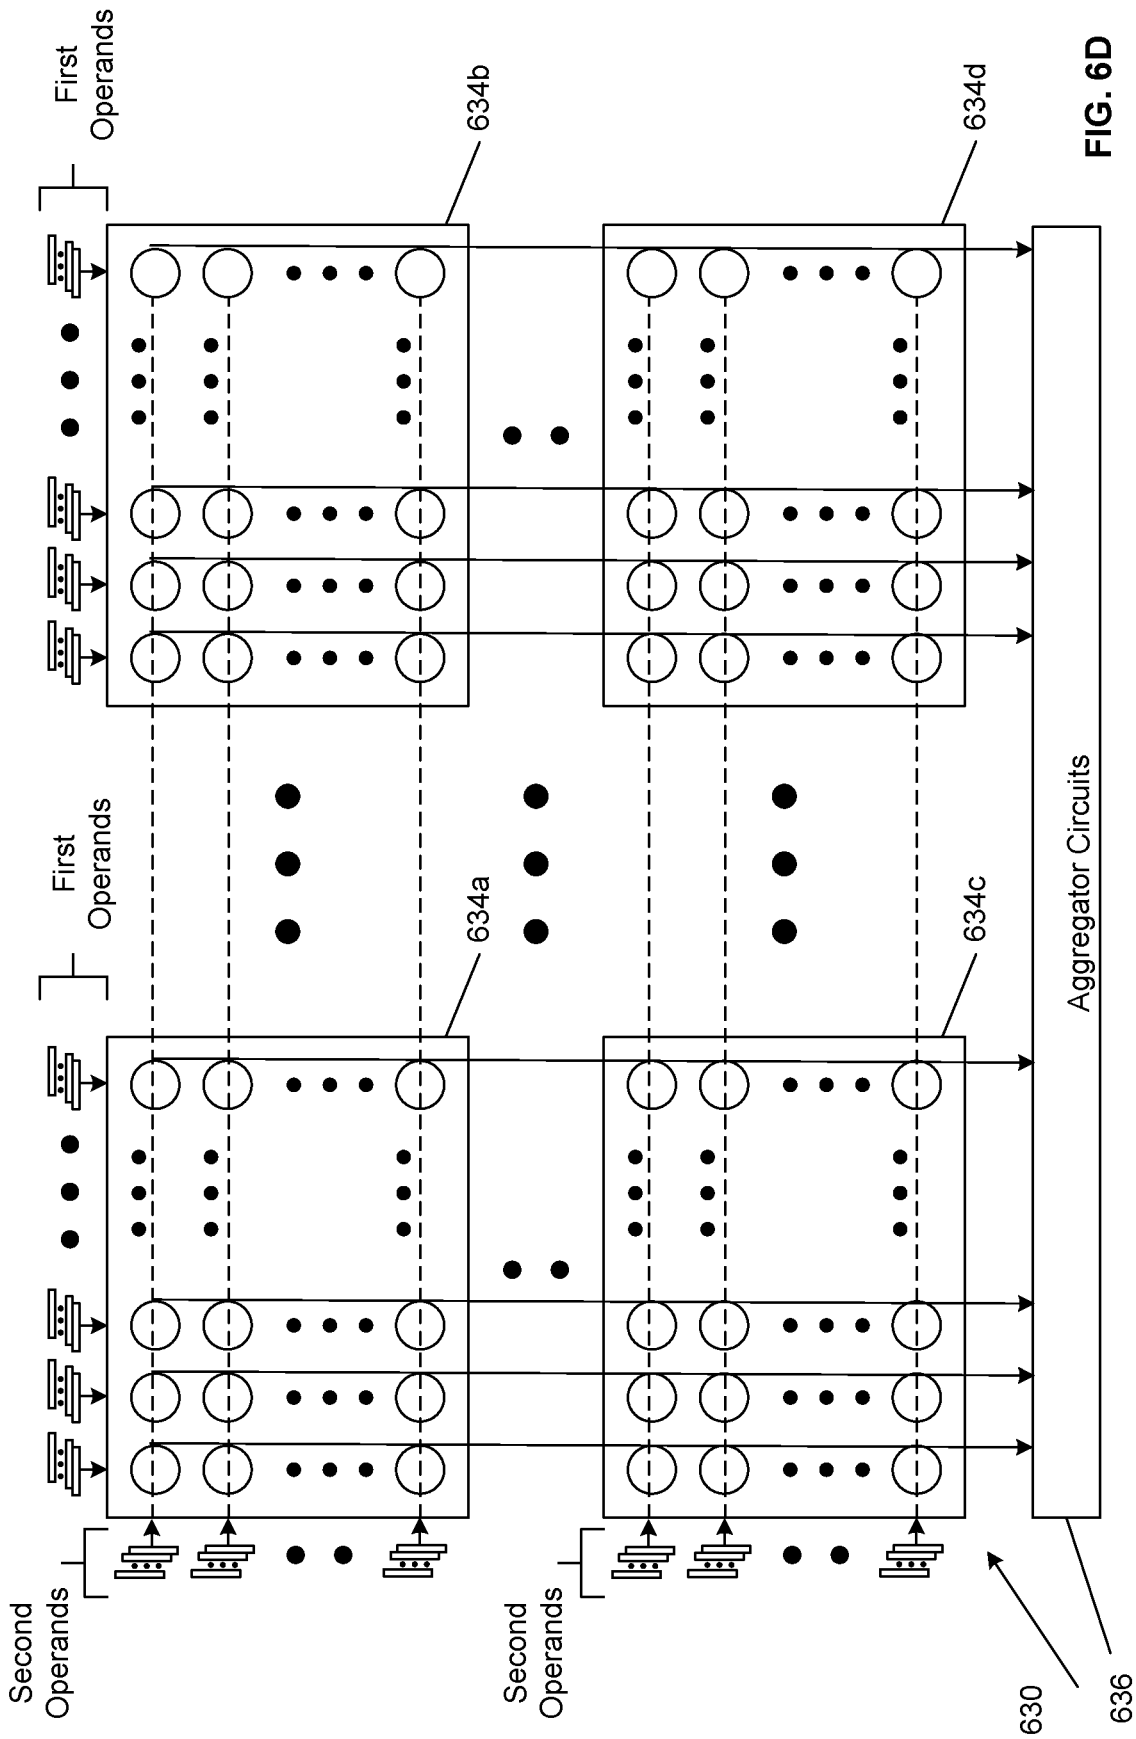 First
Operands
First
Operands
Second
Operands
634a
634b
Second
Operands
634c
634d
Aggregator Circuits
630
636
FIG. 6D